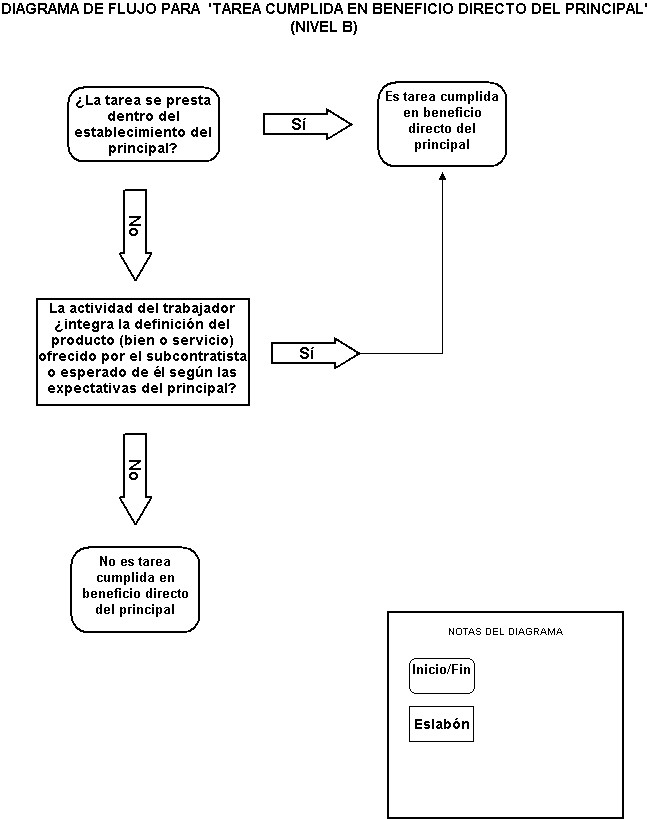 DIAGRAMA DE FLUJO PARA 'TAREA CUMPLIDA EN BENEFICIO DIRECTO DEL PRINCIPAL'
(NIVEL B)
¿La tarea se presta
dentro del
establecimiento del
principal?
Sí
Es tarea cumplida
en beneficio
directo del
principal
No
La actividad del trabajador
¿integra la definición del
producto (bien o servicio)
ofrecido por el subcontratista
o esperado de él según las
expectativas del principal?
Sí
No
No es tarea
cumplida en
beneficio directo
del principal
NOTAS DEL DIAGRAMA
Inicio/Fin
Eslabón